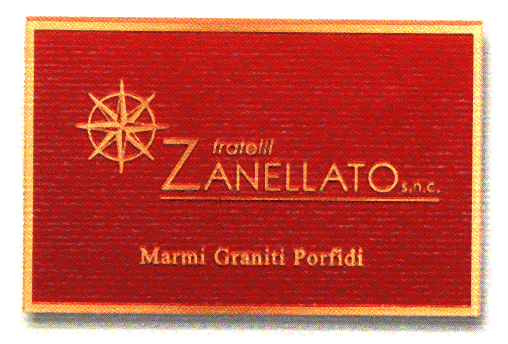 fratelli
ZANELLATO s.n.c.
Marmi Graniti Porfidi